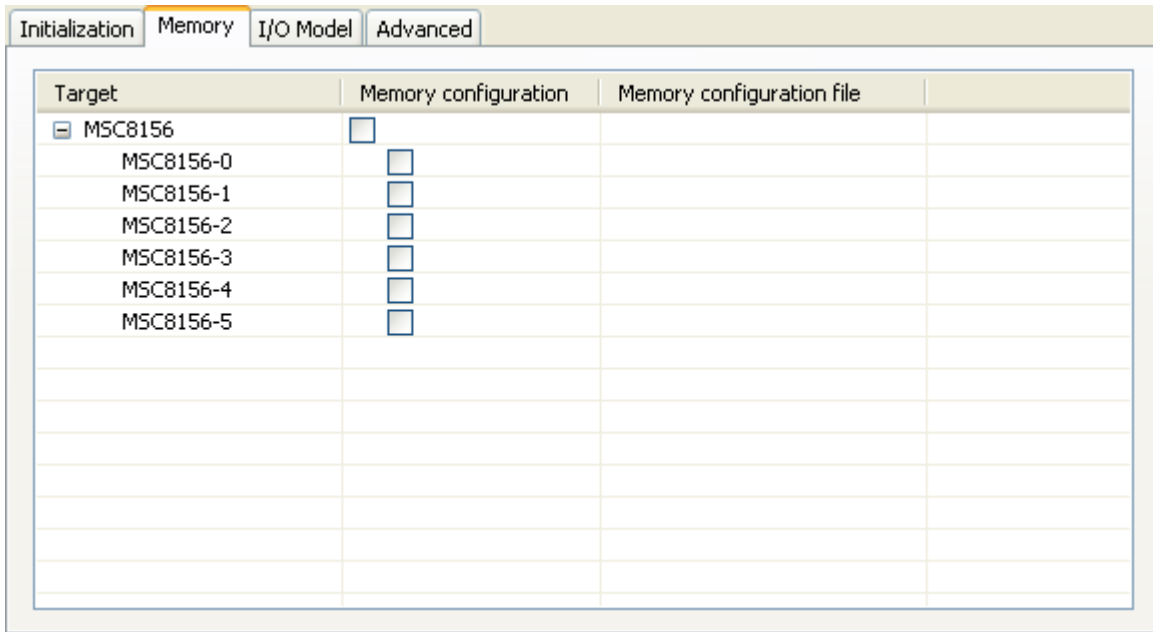 Initialization Memory I/O Model Advanced
Target Memory configuration Memory configuration file
MSC8156
MSC8156-0
MSC8156-1
MSC8156-2
MSC8156-3
MSC8156-4
MSC8156-5